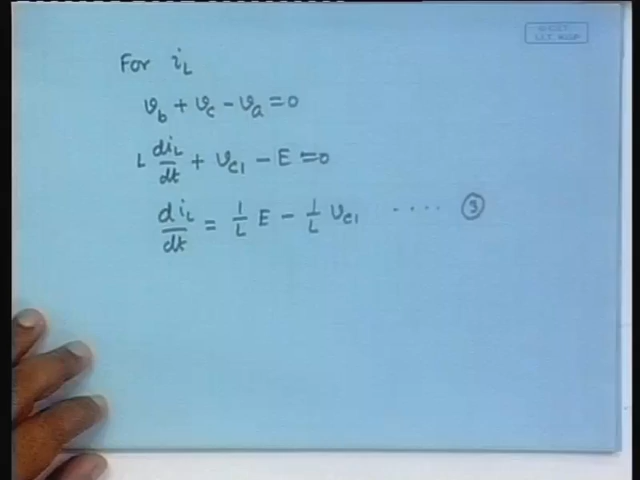 For i_L
v_b + v_c - v_a = 0
L di_L/dt + v_C1 - E = 0
di_L/dt = 1/L E - 1/L v_C1 .... ③